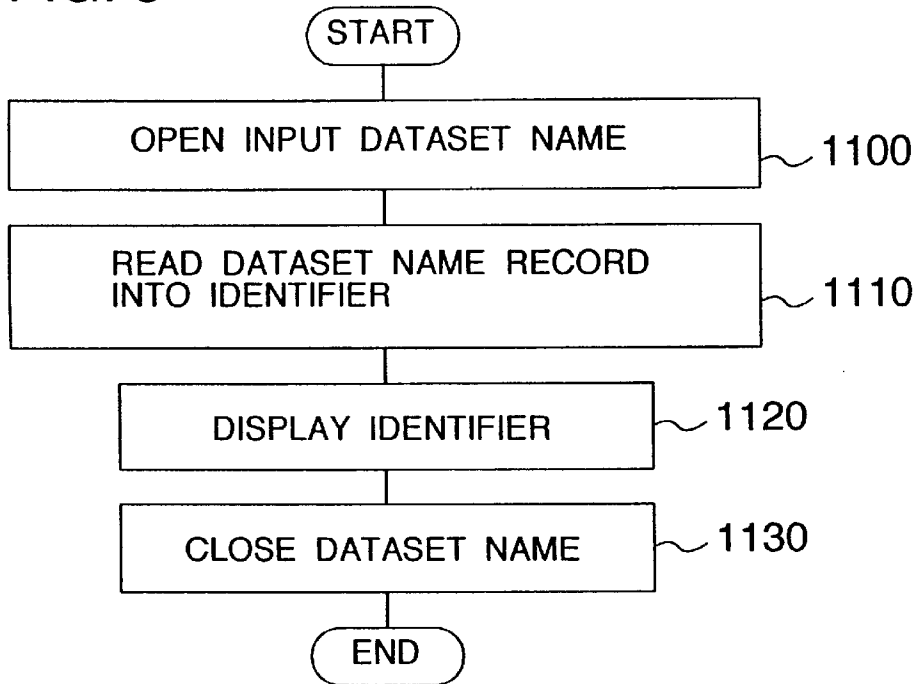 START
OPEN INPUT DATASET NAME
1100
READ DATASET NAME RECORD
INTO IDENTIFIER
1110
DISPLAY IDENTIFIER
1120
CLOSE DATASET NAME
1130
END